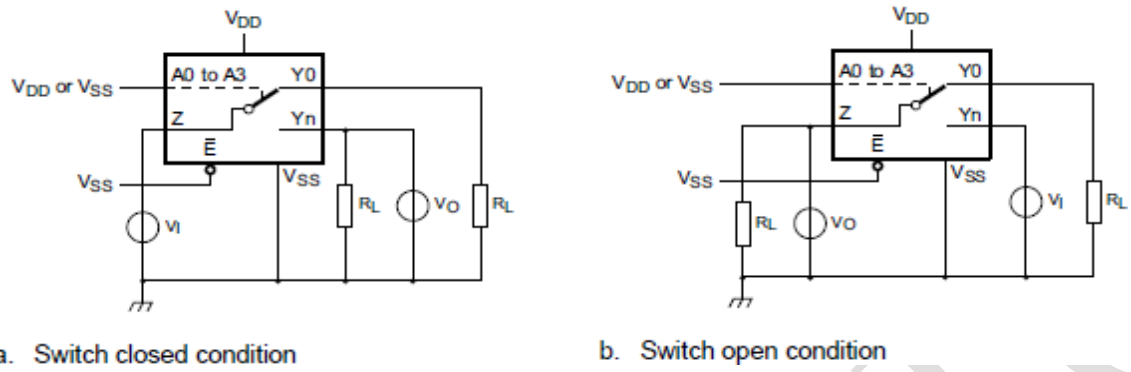 VDD
VDD or VSS
A0 to A3
Y0
Z
Yn
E̅
VSS
VSS
VI
RL
VO
RL
a. Switch closed condition
VDD
VDD or VSS
A0 to A3
Y0
Z
Yn
E̅
VSS
VSS
RL
VO
VI
RL
b. Switch open condition